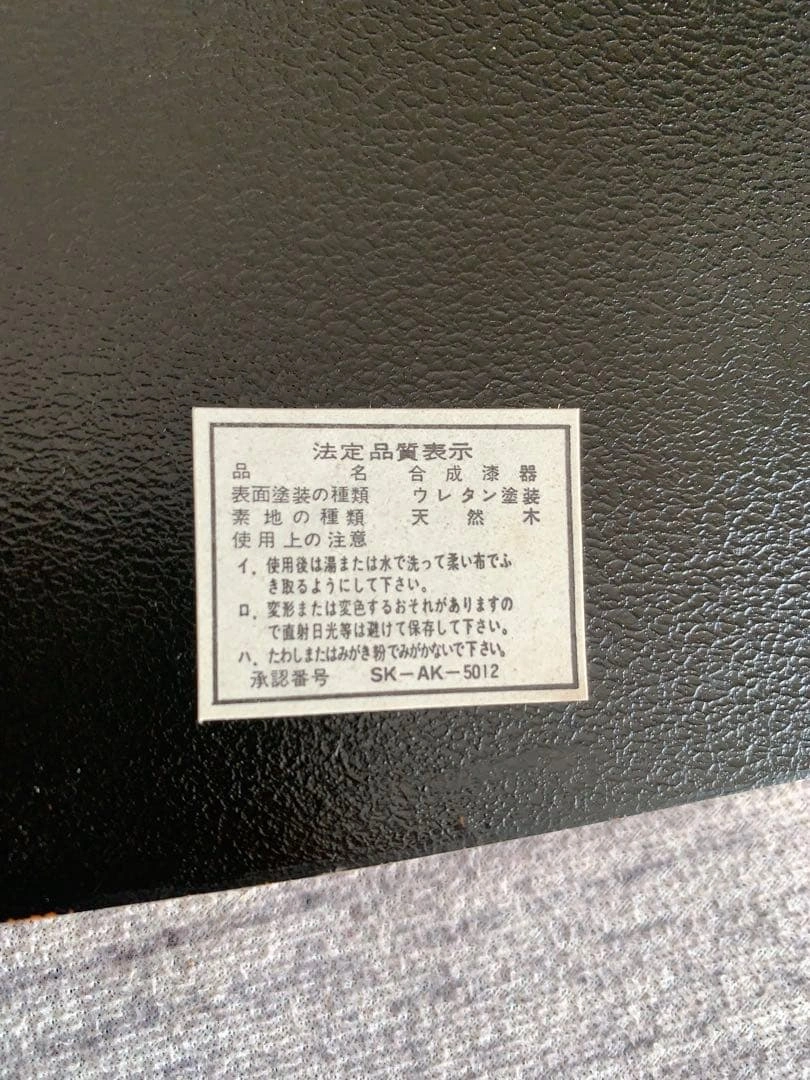 法定品質表示
品名 合成漆器
表面塗装の種類 ウレタン塗装
素地の種類 天然木
使用上の注意
イ. 使用後は湯または水で洗って柔い布でふ
き取るようにして下さい。
ロ. 変形または変色するおそれがありますの
で直射日光等は避けて保存して下さい。
ハ. たわしまたはみがき粉でみがかないで下さい。
承認番号 SK-AK-5012